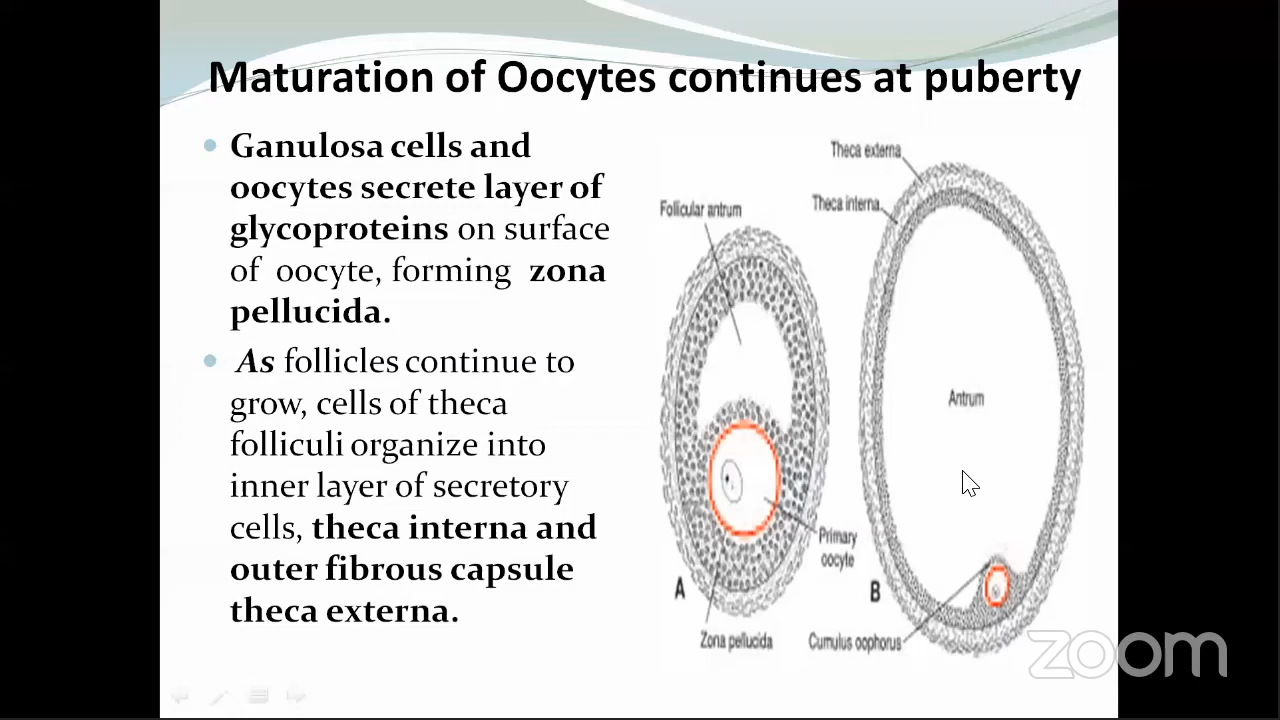 Maturation of Oocytes continues at puberty
Ganulosa cells and
oocytes secrete layer of
glycoproteins on surface
of oocyte, forming zona
pellucida.
As follicles continue to
grow, cells of theca
folliculi organize into
inner layer of secretory
cells, theca interna and
outer fibrous capsule
theca externa.
Theca externa
Theca interna
Follicular antrum
Antrum
Primary
oocyte
A
B
Zona pellucida
Cumulus oophorus
zoom